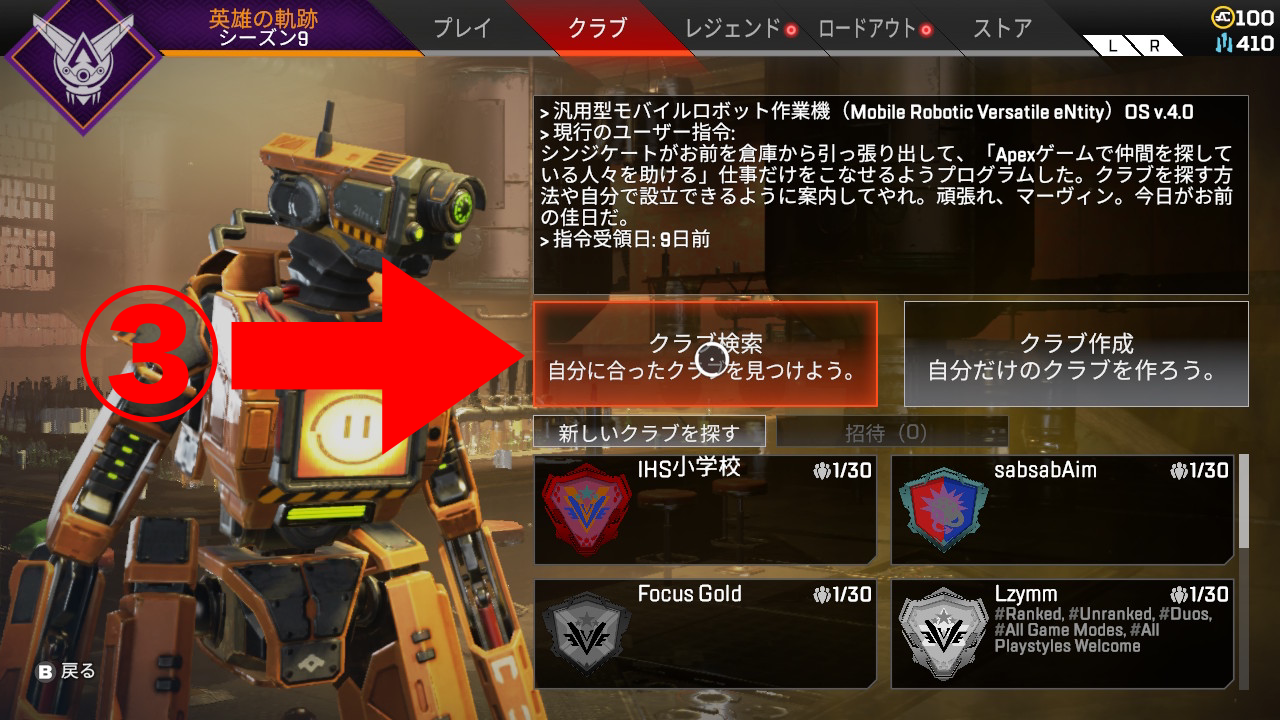 英雄の軌跡
シーズン9
プレイ
クラブ
レジェンド
ロードアウト
ストア
L
R
100
410
> 汎用型モバイルロボット作業機（Mobile Robotic Versatile eNtity）OS v.4.0
> 現行のユーザー指令:
シンジケートがお前を倉庫から引っ張り出して、「Apexゲームで仲間を探して
いる人々を助ける」仕事だけをこなせるようプログラムした。クラブを探す方
法や自分で設立できるように案内してやれ。頑張れ、マーヴィン。今日がお前
の佳日だ。
> 指令受領日: 9日前
③
クラブ検索
自分に合ったクラブを見つけよう。
クラブ作成
自分だけのクラブを作ろう。
新しいクラブを探す
招待（0）
IHS小学校
1/30
sabsabAim
1/30
Focus Gold
1/30
Lzymm
1/30
#Ranked, #Unranked, #Duos,
#All Game Modes, #All
Playstyles Welcome
B 戻る